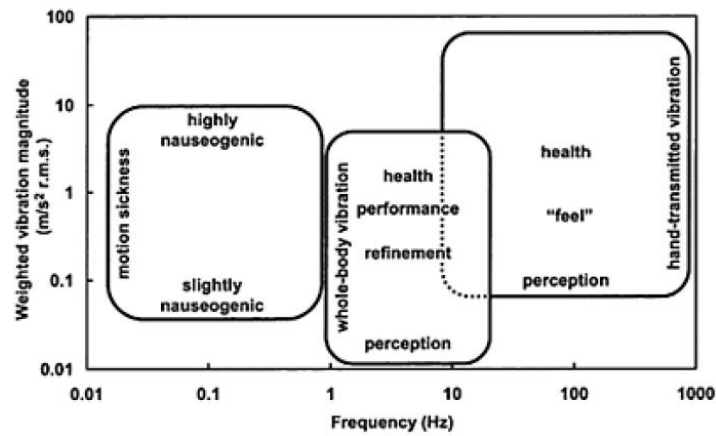 Weighted vibration magnitude
(m/s² r.m.s.)
100
10
1
0.1
0.01
motion sickness
highly
nauseogenic
slightly
nauseogenic
whole-body vibration
health
performance
refinement
perception
hand-transmitted vibration
health
"feel"
perception
0.01
0.1
1
10
100
1000
Frequency (Hz)